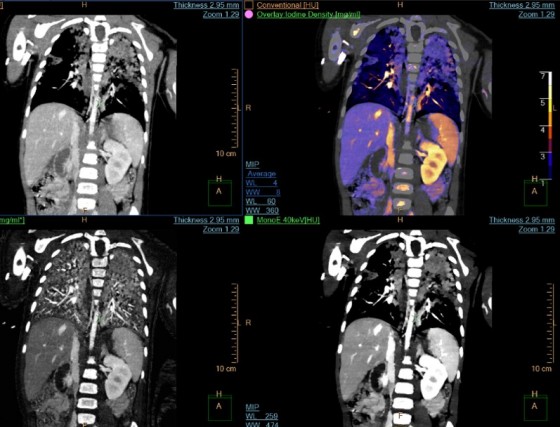 ]
H
Thickness 2.95 mm
Zoom 1.29
10 cm
H
A
F
Conventional [HU]
Overlay Iodine Density [mg/ml]
H
Thickness 2.95 mm
Zoom 1.29
R
L
7
5
4
3
1
10 cm
MIP
Average
WL 4
WW 8
WL 60
WW 360
H
A
F
mg/ml*]
H
Thickness 2.95 mm
Zoom 1.29
L
10 cm
H
A
F
MonoE 40keV[HU]
H
Thickness 2.95 mm
Zoom 1.29
R
L
10 cm
MIP
WL 259
WW 474
H
A
F